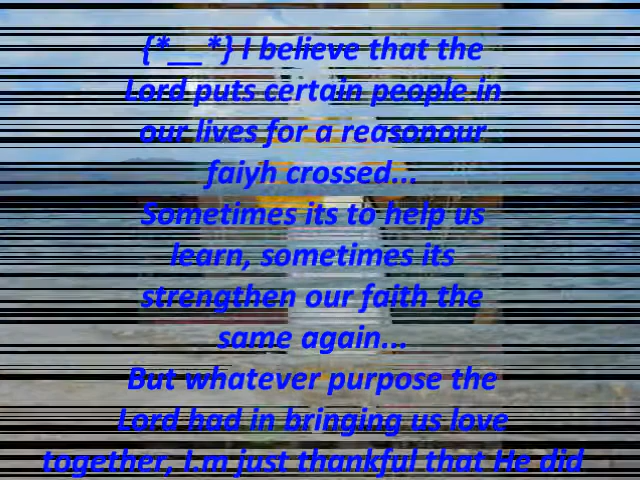 {*__*} I believe that the
Lord puts certain people in
our lives for a reasonour
faiyh crossed...
Sometimes its to help us
learn, sometimes its
strengthen our faith the
same again...
But whatever purpose the
Lord had in bringing us love
together, I.m just thankful that He did